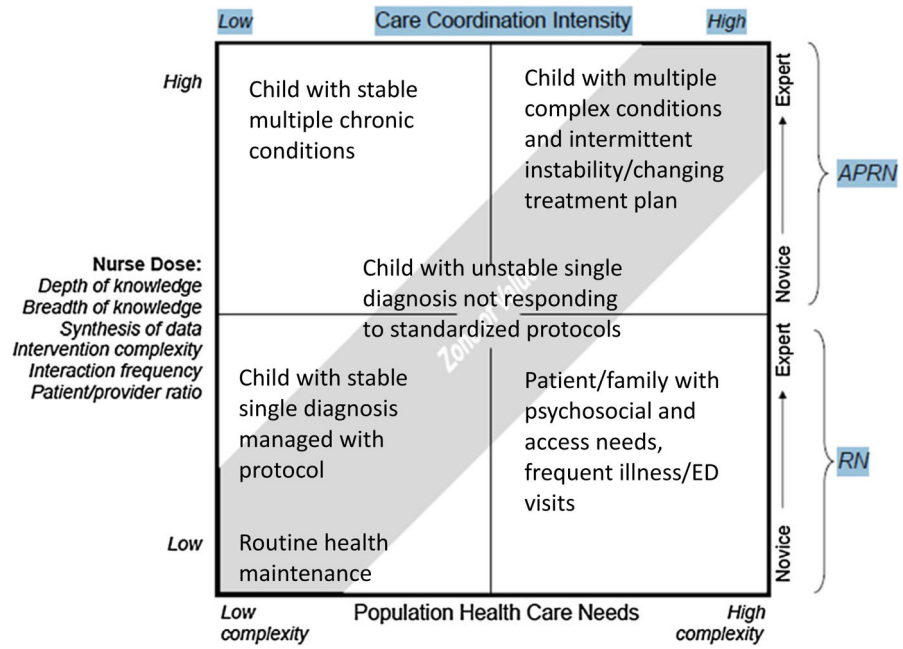 Low Care Coordination Intensity High
High
Child with stable
multiple chronic
conditions
Child with multiple
complex conditions
and intermittent
instability/changing
treatment plan
Expert
Novice
APRN
Nurse Dose:
Depth of knowledge
Breadth of knowledge
Synthesis of data
Intervention complexity
Interaction frequency
Patient/provider ratio
Child with unstable single
diagnosis not responding
to standardized protocols
Zone of Value
Child with stable
single diagnosis
managed with
protocol
Patient/family with
psychosocial and
access needs,
frequent illness/ED
visits
Expert
Novice
RN
Low
Routine health
maintenance
Low
complexity
Population Health Care Needs
High
complexity